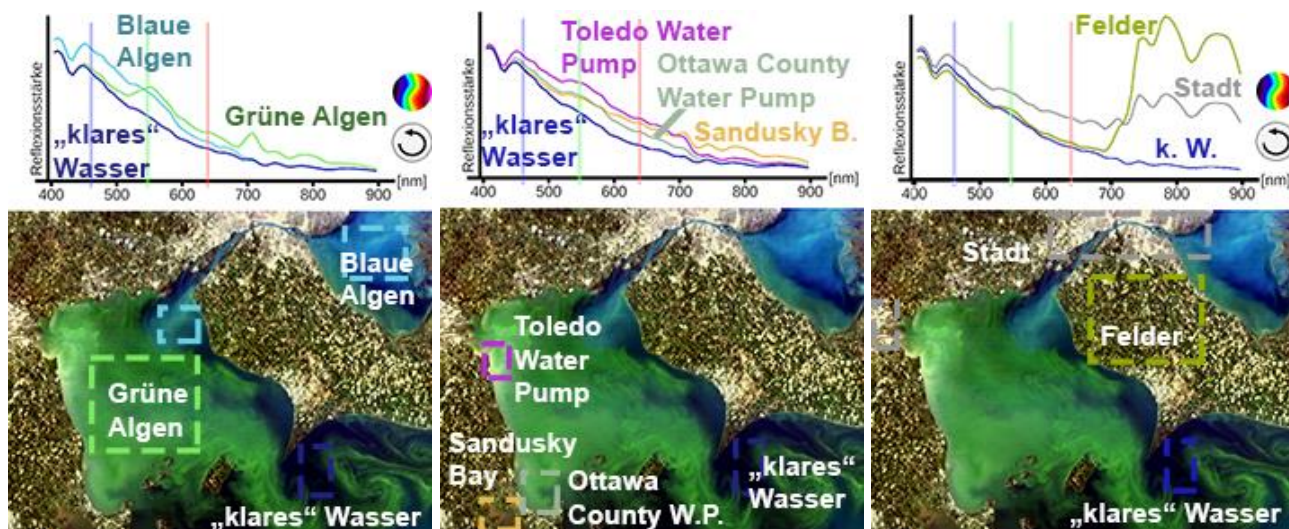 Reflexionsstärke
Blaue
Algen
Grüne Algen
„klares“
Wasser
400 500 600 700 800 900 [nm]
Reflexionsstärke
Toledo Water
Pump
Ottawa County
Water Pump
„klares“
Wasser
Sandusky B.
400 500 600 700 800 900 [nm]
Reflexionsstärke
Felder
Stadt
k. W.
400 500 600 700 800 900 [nm]
Blaue
Algen
Grüne
Algen
„klares“ Wasser
Toledo
Water
Pump
Sandusky
Bay
Ottawa
County W.P.
„klares“
Wasser
Stadt
Felder
„klares“ Wasser